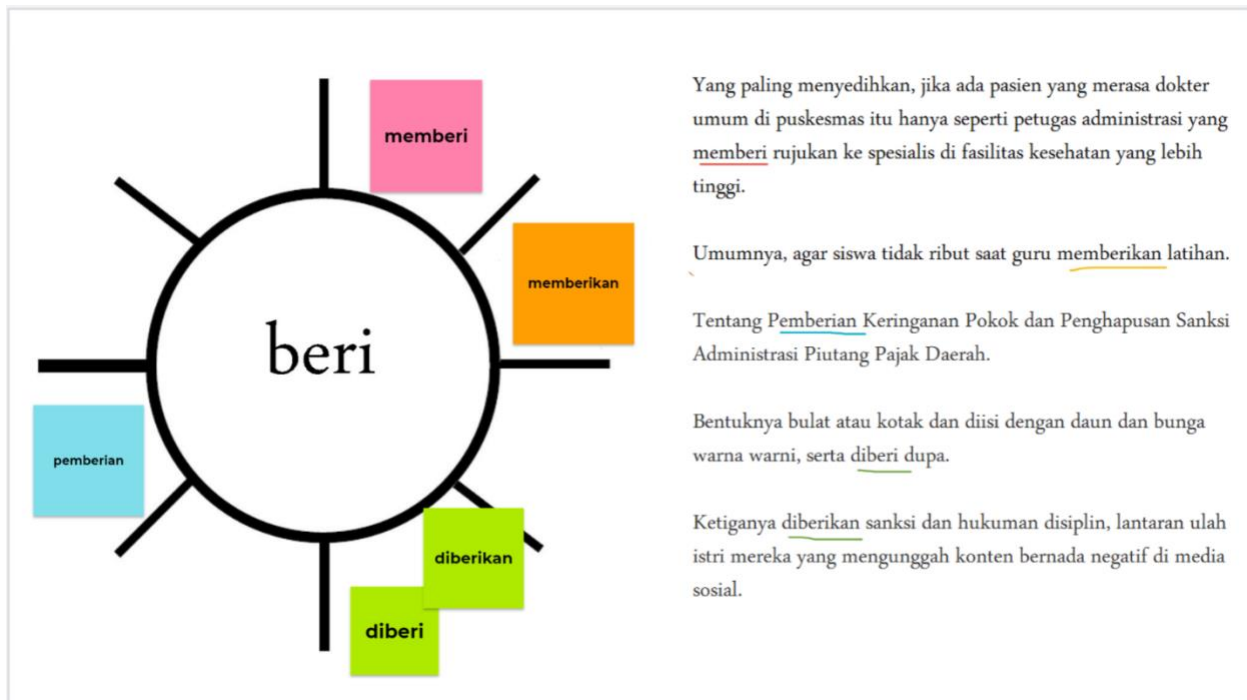 memberi
memberikan
beri
pemberian
diberikan
diberi
Yang paling menyedihkan, jika ada pasien yang merasa dokter
umum di puskesmas itu hanya seperti petugas administrasi yang
memberi rujukan ke spesialis di fasilitas kesehatan yang lebih
tinggi.
Umumnya, agar siswa tidak ribut saat guru memberikan latihan.
Tentang Pemberian Keringanan Pokok dan Penghapusan Sanksi
Administrasi Piutang Pajak Daerah.
Bentuknya bulat atau kotak dan diisi dengan daun dan bunga
warna warni, serta diberi dupa.
Ketiganya diberikan sanksi dan hukuman disiplin, lantaran ulah
istri mereka yang mengunggah konten bernada negatif di media
sosial.